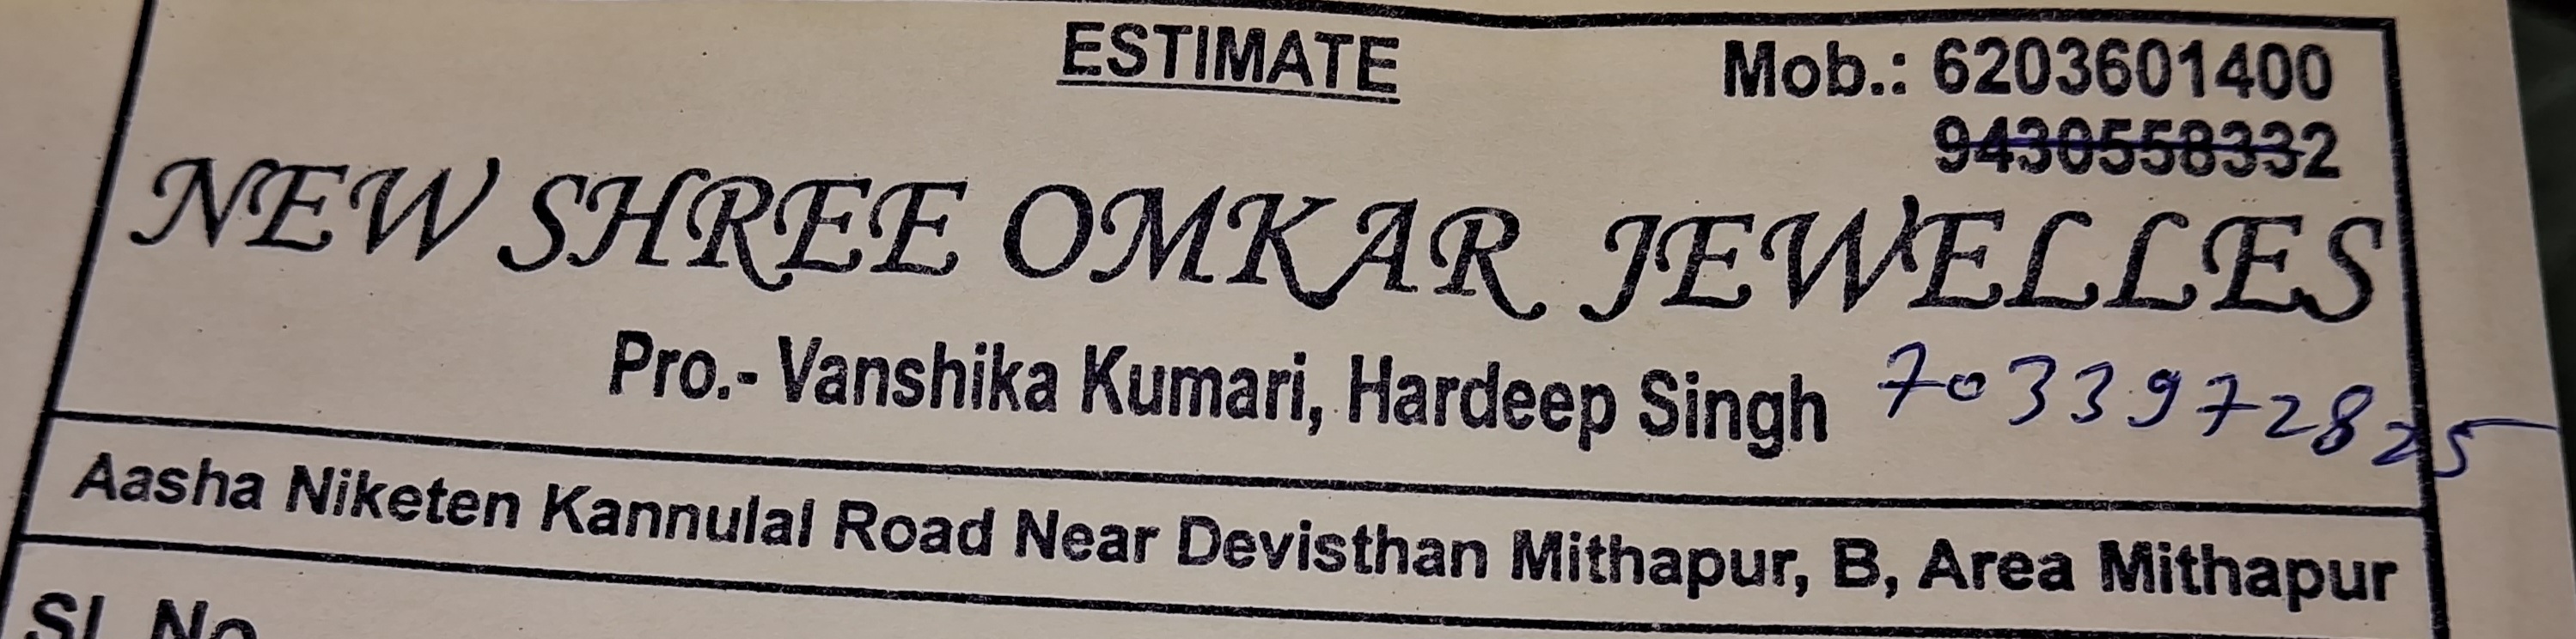 ESTIMATE
Mob.: 6203601400
9430558332
NEW SHREE OMKAR JEWELLES
Pro.- Vanshika Kumari, Hardeep Singh 7033972825
Aasha Niketen Kannulal Road Near Devisthan Mithapur, B, Area Mithapur
Sl. No